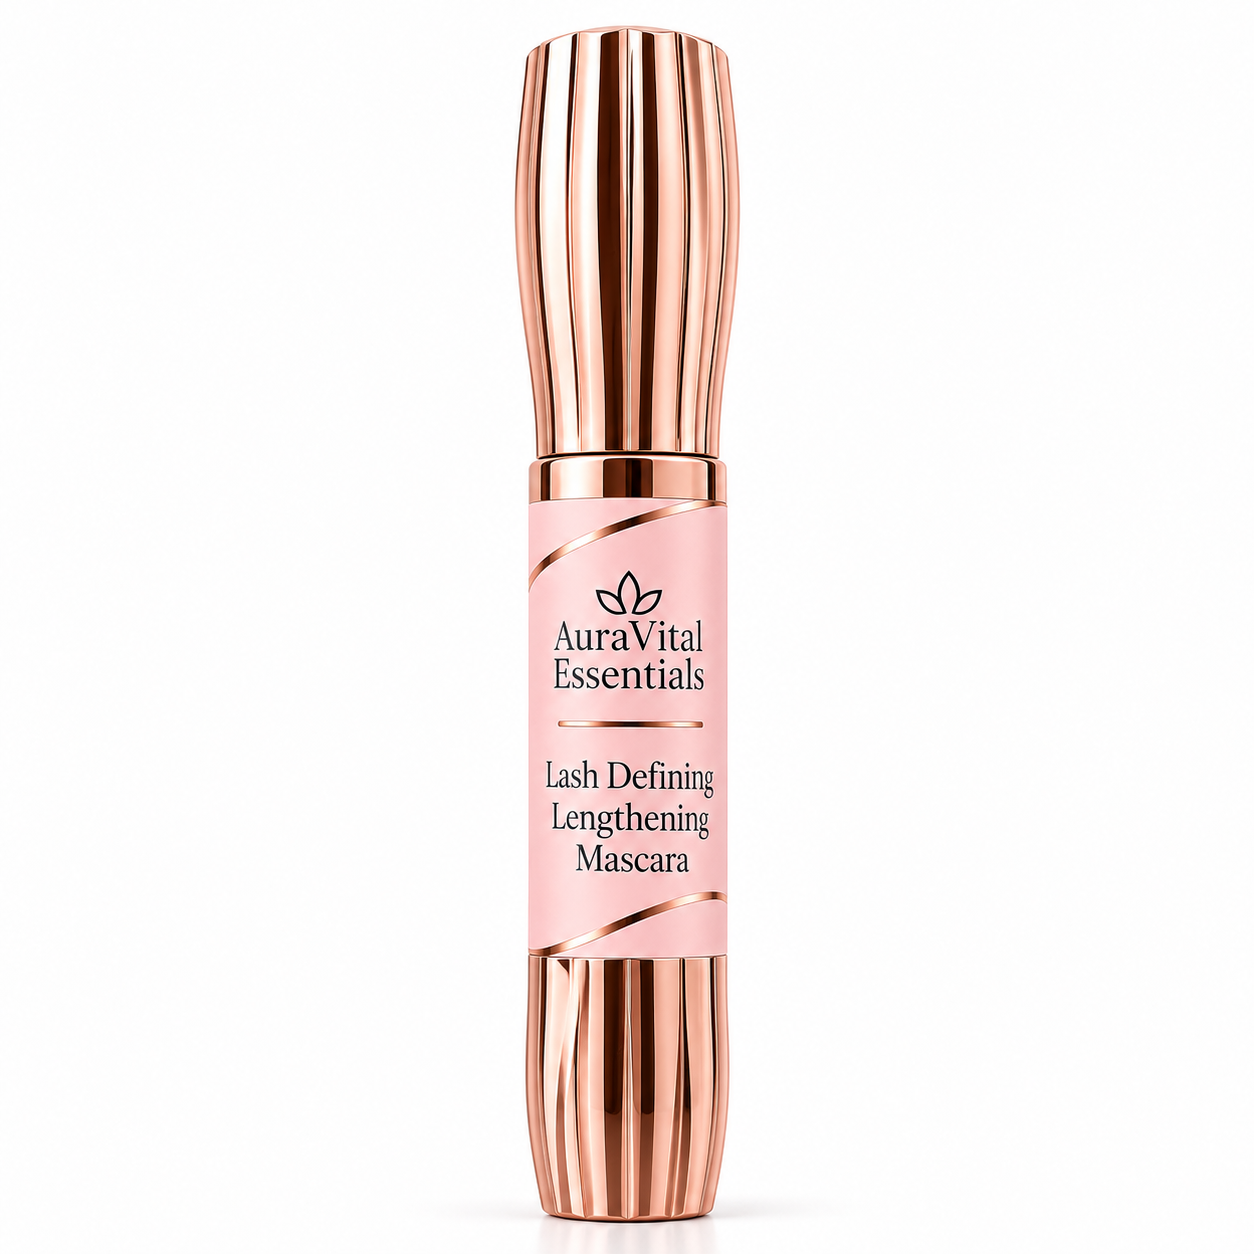 AuraVital
Essentials
Lash Defining
Lengthening
Mascara